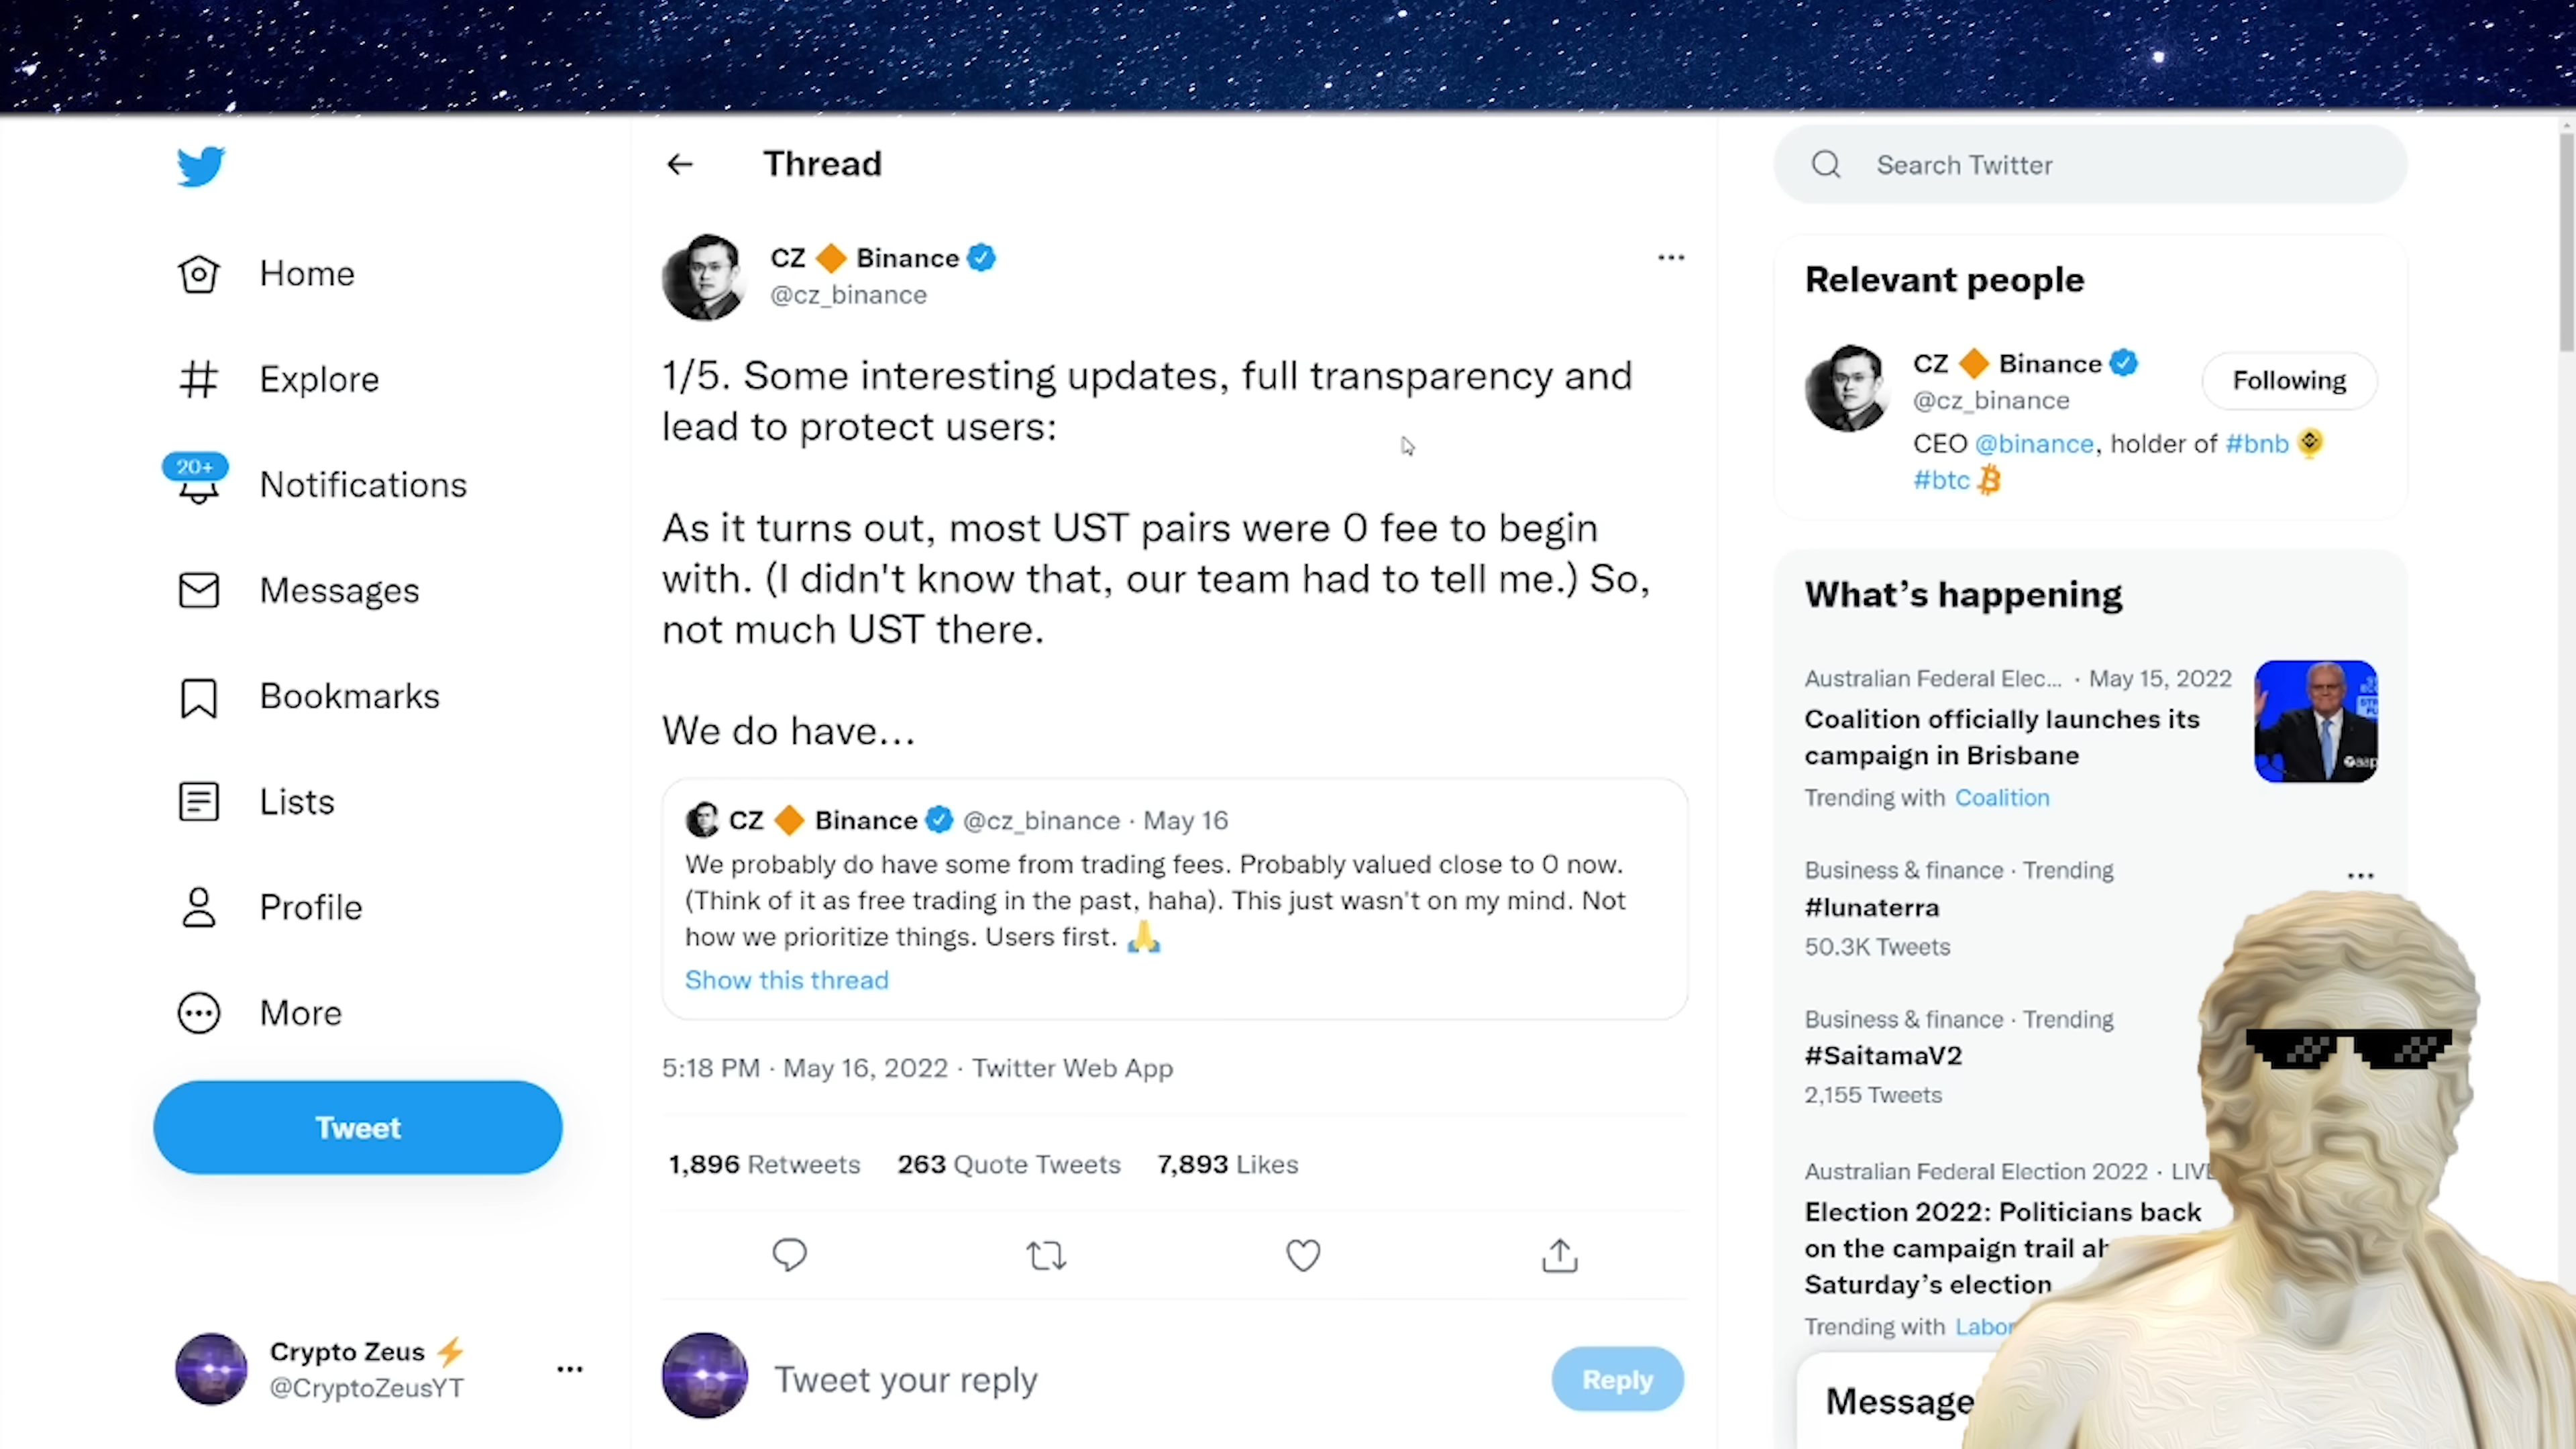 Thread
Search Twitter
Home
Explore
20+
Notifications
Messages
Bookmarks
Lists
Profile
More
Tweet
Crypto Zeus ⚡
@CryptoZeusYT
CZ 🔶 Binance
@cz_binance
1/5. Some interesting updates, full transparency and
lead to protect users:
As it turns out, most UST pairs were 0 fee to begin
with. (I didn't know that, our team had to tell me.) So,
not much UST there.
We do have...
CZ 🔶 Binance @cz_binance · May 16
We probably do have some from trading fees. Probably valued close to 0 now.
(Think of it as free trading in the past, haha). This just wasn't on my mind. Not
how we prioritize things. Users first. 🙏
Show this thread
5:18 PM · May 16, 2022 · Twitter Web App
1,896 Retweets 263 Quote Tweets 7,893 Likes
Tweet your reply
Reply
Relevant people
CZ 🔶 Binance
@cz_binance
Following
CEO @binance, holder of #bnb
#btc
What's happening
Australian Federal Elec... · May 15, 2022
Coalition officially launches its
campaign in Brisbane
Trending with Coalition
Business & finance · Trending
#lunaterra
50.3K Tweets
Business & finance · Trending
#SaitamaV2
2,155 Tweets
Australian Federal Election 2022 · LIVE
Election 2022: Politicians back
on the campaign trail
Saturday's election
Trending with Labor
Message